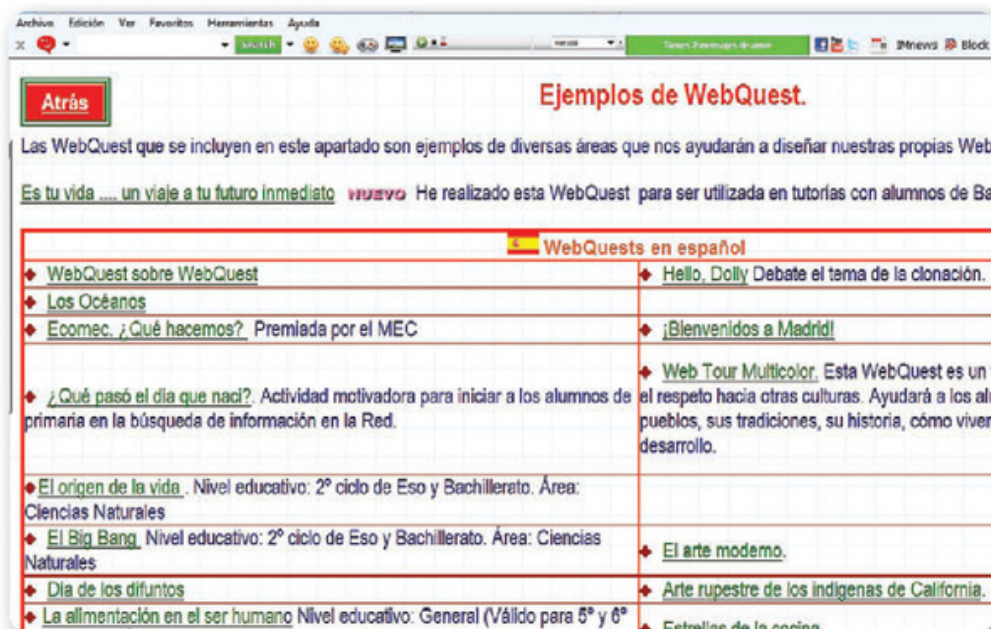 Archivo Edición Ver Favoritos Herramientas Ayuda
Search
IMnews Block
Atrás
Ejemplos de WebQuest.
Las WebQuest que se incluyen en este apartado son ejemplos de diversas áreas que nos ayudarán a diseñar nuestras propias Web
Es tu vida .... un viaje a tu futuro inmediato NUEVO He realizado esta WebQuest para ser utilizada en tutorías con alumnos de Ba
WebQuests en español
WebQuest sobre WebQuest
Hello, Dolly Debate el tema de la clonación.
Los Océanos
Ecomec. ¿Qué hacemos? Premiada por el MEC
¡Bienvenidos a Madrid!
¿Qué pasó el día que nací?. Actividad motivadora para iniciar a los alumnos de
primaria en la búsqueda de información en la Red.
Web Tour Multicolor. Esta WebQuest es un
el respeto hacia otras culturas. Ayudará a los al
pueblos, sus tradiciones, su historia, cómo viven
desarrollo.
El origen de la vida . Nivel educativo: 2º ciclo de Eso y Bachillerato. Área:
Ciencias Naturales
El Big Bang Nivel educativo: 2º ciclo de Eso y Bachillerato. Área: Ciencias
Naturales
El arte moderno.
Día de los difuntos
Arte rupestre de los indígenas de California.
La alimentación en el ser humano Nivel educativo: General (Válido para 5º y 6º
Estrellas de la cocina